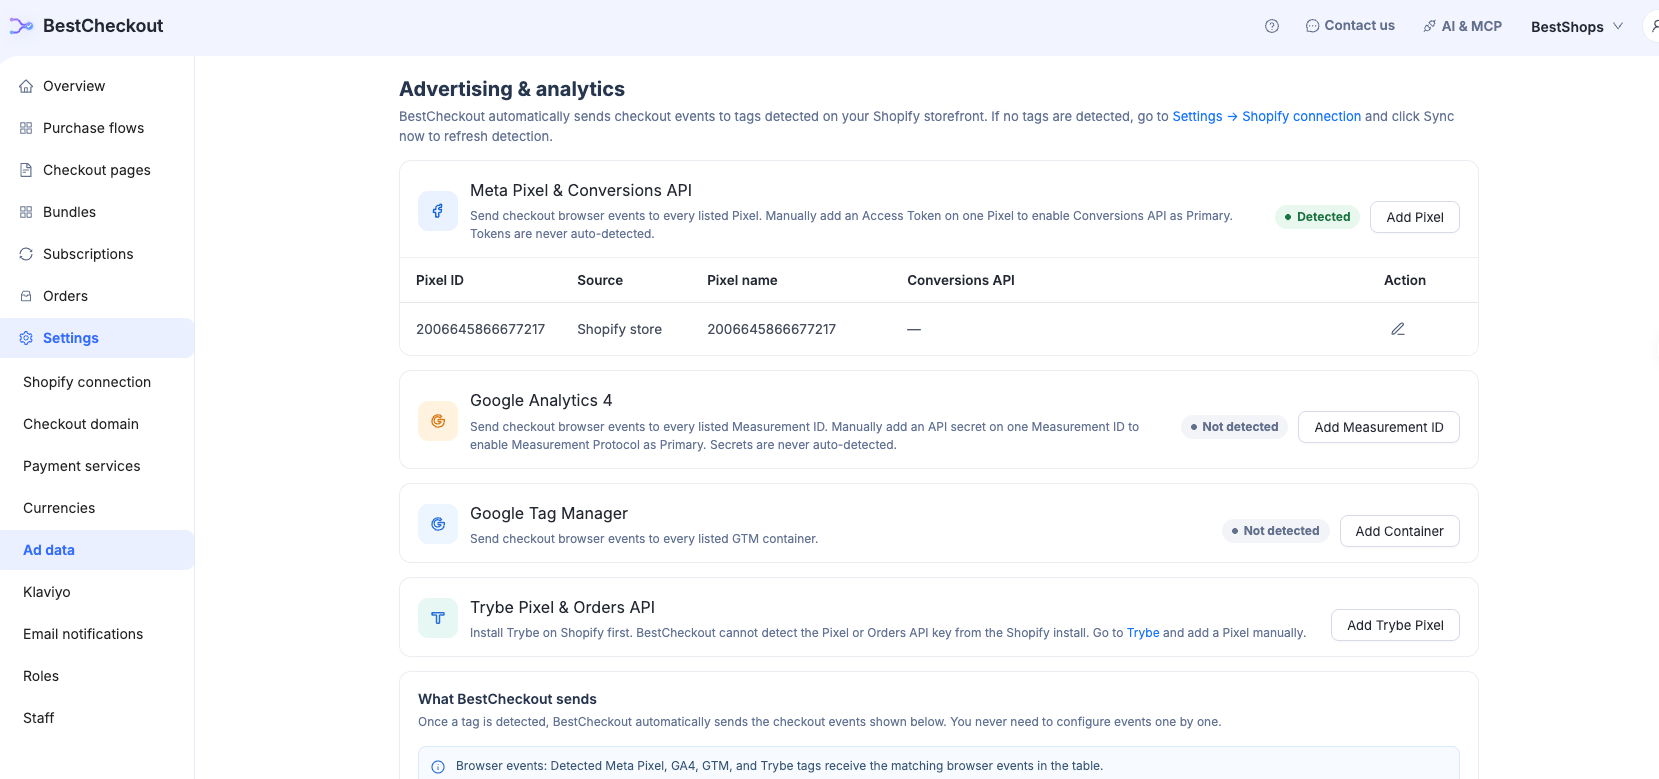 BestCheckout
Contact us
AI & MCP
BestShops
Overview
Purchase flows
Checkout pages
Bundles
Subscriptions
Orders
Settings
Shopify connection
Checkout domain
Payment services
Currencies
Ad data
Klaviyo
Email notifications
Roles
Staff
Advertising & analytics
BestCheckout automatically sends checkout events to tags detected on your Shopify storefront. If no tags are detected, go to Settings → Shopify connection and click Sync
now to refresh detection.
Meta Pixel & Conversions API
Send checkout browser events to every listed Pixel. Manually add an Access Token on one Pixel to enable Conversions API as Primary.
Tokens are never auto-detected.
Detected
Add Pixel
Pixel ID Source Pixel name Conversions API Action
2006645866677217 Shopify store 2006645866677217 —
Google Analytics 4
Send checkout browser events to every listed Measurement ID. Manually add an API secret on one Measurement ID to
enable Measurement Protocol as Primary. Secrets are never auto-detected.
Not detected
Add Measurement ID
Google Tag Manager
Send checkout browser events to every listed GTM container.
Not detected
Add Container
Trybe Pixel & Orders API
Install Trybe on Shopify first. BestCheckout cannot detect the Pixel or Orders API key from the Shopify install. Go to Trybe and add a Pixel manually.
Add Trybe Pixel
What BestCheckout sends
Once a tag is detected, BestCheckout automatically sends the checkout events shown below. You never need to configure events one by one.
Browser events: Detected Meta Pixel, GA4, GTM, and Trybe tags receive the matching browser events in the table.